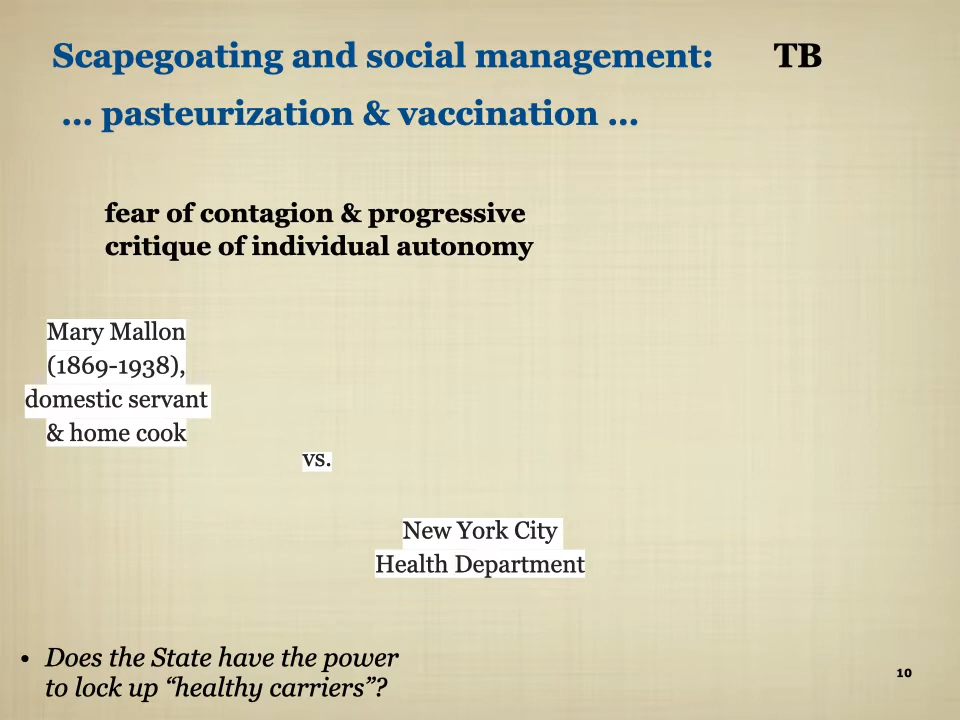 Scapegoating and social management: TB
... pasteurization & vaccination ...
fear of contagion & progressive
critique of individual autonomy
Mary Mallon
(1869-1938),
domestic servant
& home cook
vs.
New York City
Health Department
• Does the State have the power
to lock up “healthy carriers”?
10